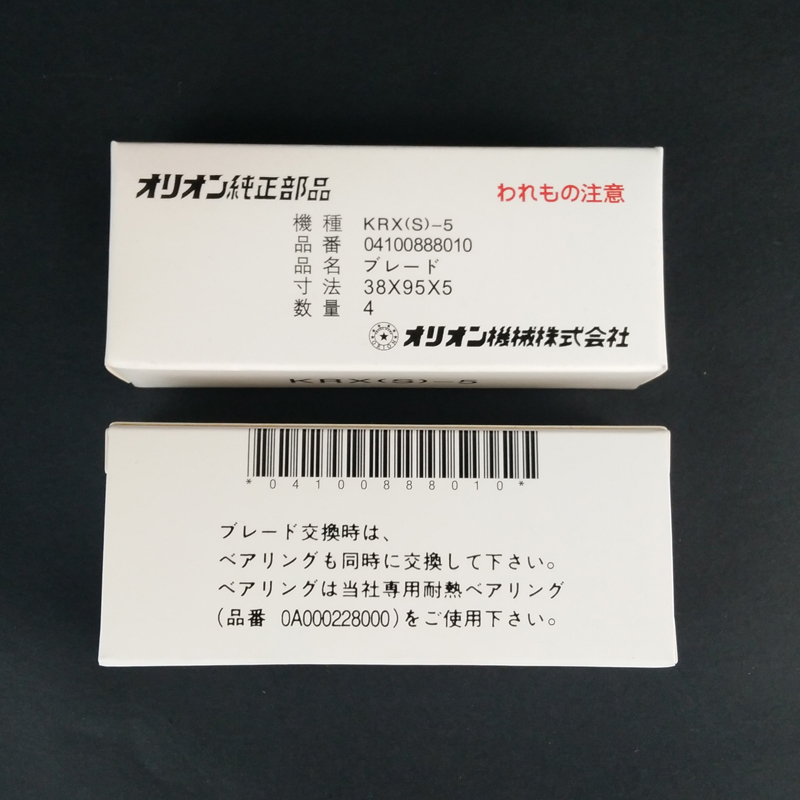 オリオン純正部品
われもの注意
機種 KRX(S)-5
品番 04100888010
品名 ブレード
寸法 38X95X5
数量 4
オリオン機械株式会社
KRX(S)-5
*04100888010*
ブレード交換時は、
ベアリングも同時に交換して下さい。
ベアリングは当社専用耐熱ベアリング
(品番 0A000228000)をご使用下さい。